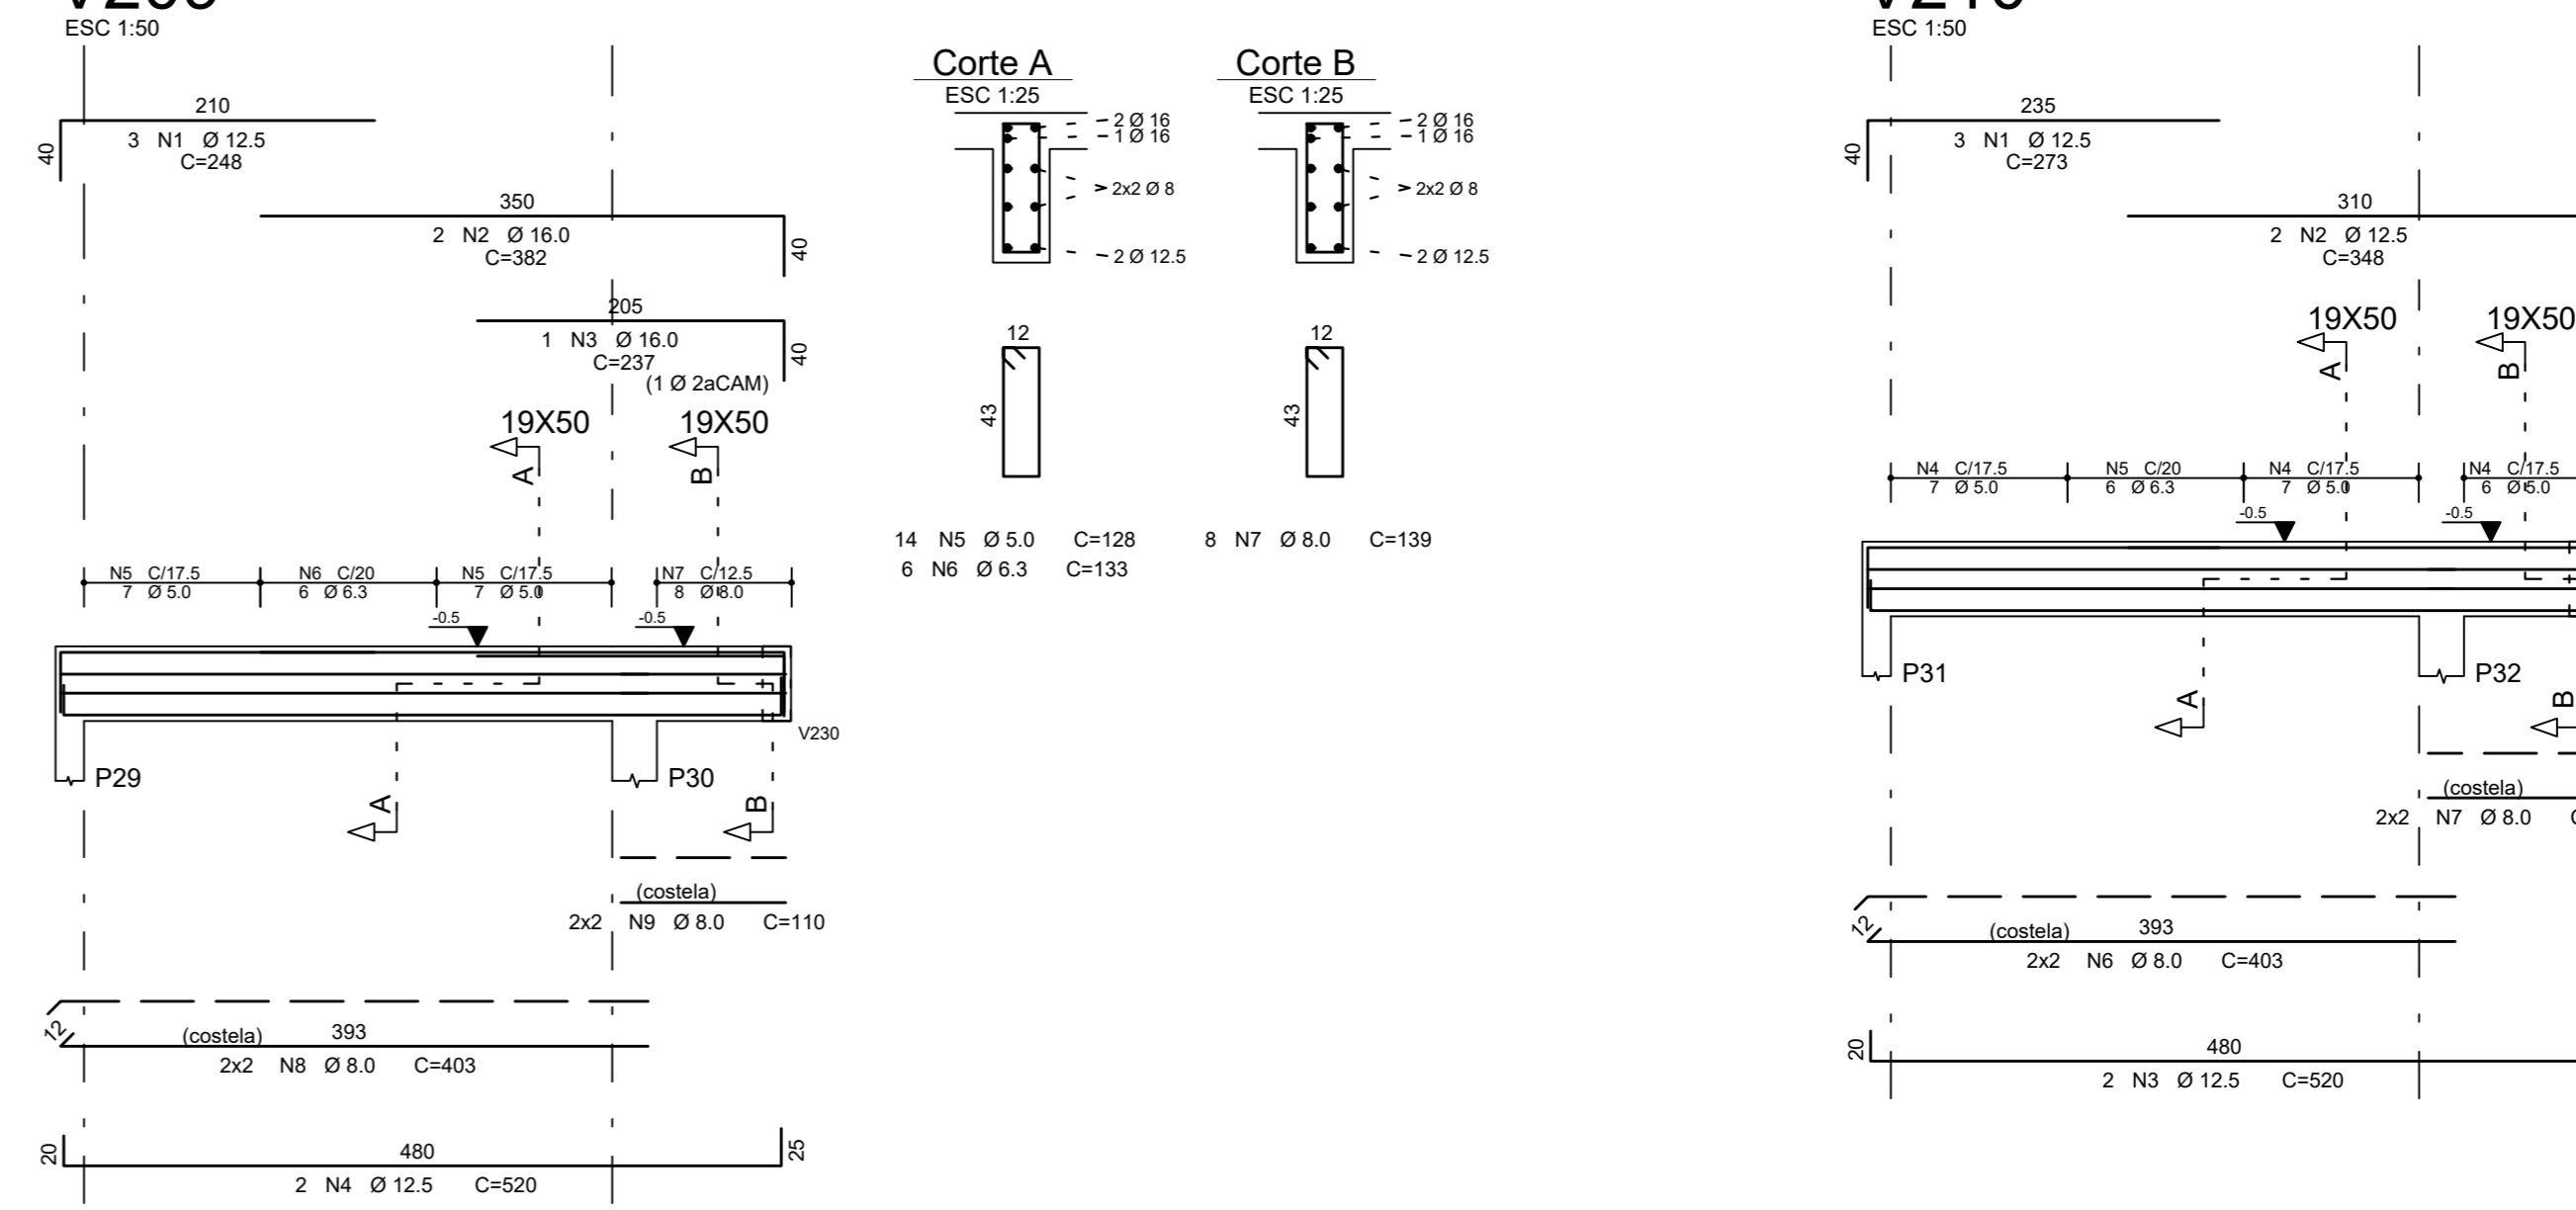 ESC 1:50
210
40
3 N1 Ø 12.5
C=248
350
2 N2 Ø 16.0
C=382
40
205
1 N3 Ø 16.0
C=237
(1 Ø 2aCAM)
40
19X50
19X50
A
B
N5 C/17.5
7 Ø 5.0
N6 C/20
6 Ø 6.3
N5 C/17.5
7 Ø 5.0
N7 C/12.5
8 Ø 8.0
-0.5
-0.5
V230
P29
P30
A
B
(costela)
2x2 N9 Ø 8.0 C=110
12
(costela) 393
2x2 N8 Ø 8.0 C=403
20
480
25
2 N4 Ø 12.5 C=520
Corte A
ESC 1:25
2 Ø 16
1 Ø 16
2x2 Ø 8
2 Ø 12.5
12
43
14 N5 Ø 5.0 C=128
6 N6 Ø 6.3 C=133
Corte B
ESC 1:25
2 Ø 16
1 Ø 16
2x2 Ø 8
2 Ø 12.5
12
43
8 N7 Ø 8.0 C=139
ESC 1:50
235
40
3 N1 Ø 12.5
C=273
310
2 N2 Ø 12.5
C=348
19X50
19X50
A
B
N4 C/17.5
7 Ø 5.0
N5 C/20
6 Ø 6.3
N4 C/17.5
7 Ø 5.0
N4 C/17.5
6 Ø 5.0
-0.5
-0.5
P31
P32
A
B
(costela)
2x2 N7 Ø 8.0
12
(costela) 393
2x2 N6 Ø 8.0 C=403
20
480
2 N3 Ø 12.5 C=520